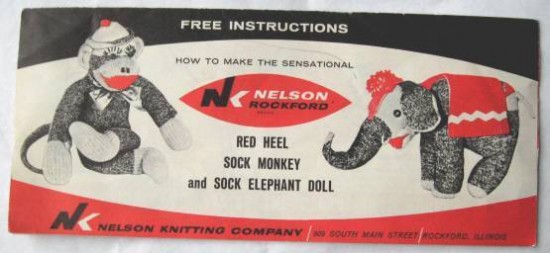 FREE INSTRUCTIONS
HOW TO MAKE THE SENSATIONAL
NK NELSON
ROCKFORD
RED HEEL
SOCK MONKEY
and SOCK ELEPHANT DOLL
NK NELSON KNITTING COMPANY / 909 SOUTH MAIN STREET / ROCKFORD, ILLINOIS